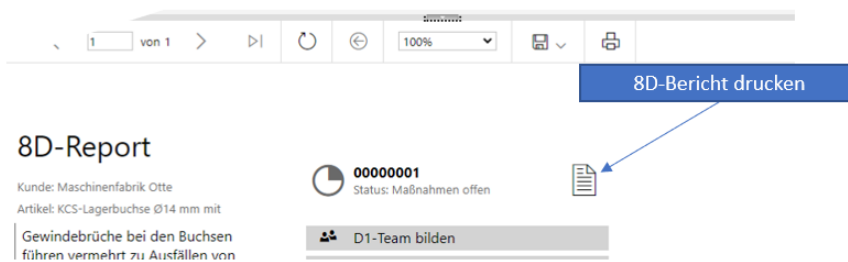 1 von 1 100%
8D-Bericht drucken
8D-Report
Kunde: Maschinenfabrik Otte
Artikel: KCS-Lagerbuchse Ø14 mm mit
Gewindebrüche bei den Buchsen
führen vermehrt zu Ausfällen von
00000001
Status: Maßnahmen offen
D1-Team bilden